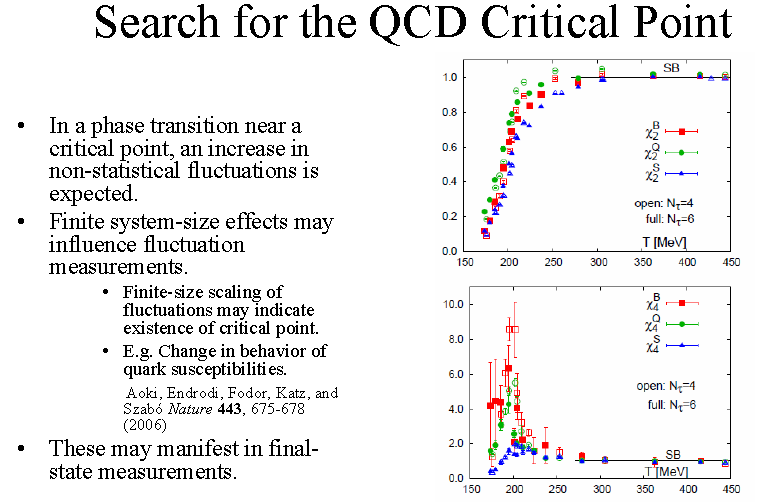 Search for the QCD Critical Point
• In a phase transition near a
critical point, an increase in
non-statistical fluctuations is
expected.
• Finite system-size effects may
influence fluctuation
measurements.
• Finite-size scaling of
fluctuations may indicate
existence of critical point.
• E.g. Change in behavior of
quark susceptibilities.
Aoki, Endrodi, Fodor, Katz, and
Szabó Nature 443, 675-678
(2006)
• These may manifest in final-
state measurements.
SB
1.0
0.8
0.6
0.4
0.2
0.0
χ₂ᴮ
χ₂Q
χ₂ˢ
open: Nτ=4
full: Nτ=6
T [MeV]
150 200 250 300 350 400 450
10.0
8.0
6.0
4.0
2.0
0.0
χ₄ᴮ
χ₄Q
χ₄ˢ
open: Nτ=4
full: Nτ=6
SB
T [MeV]
150 200 250 300 350 400 450